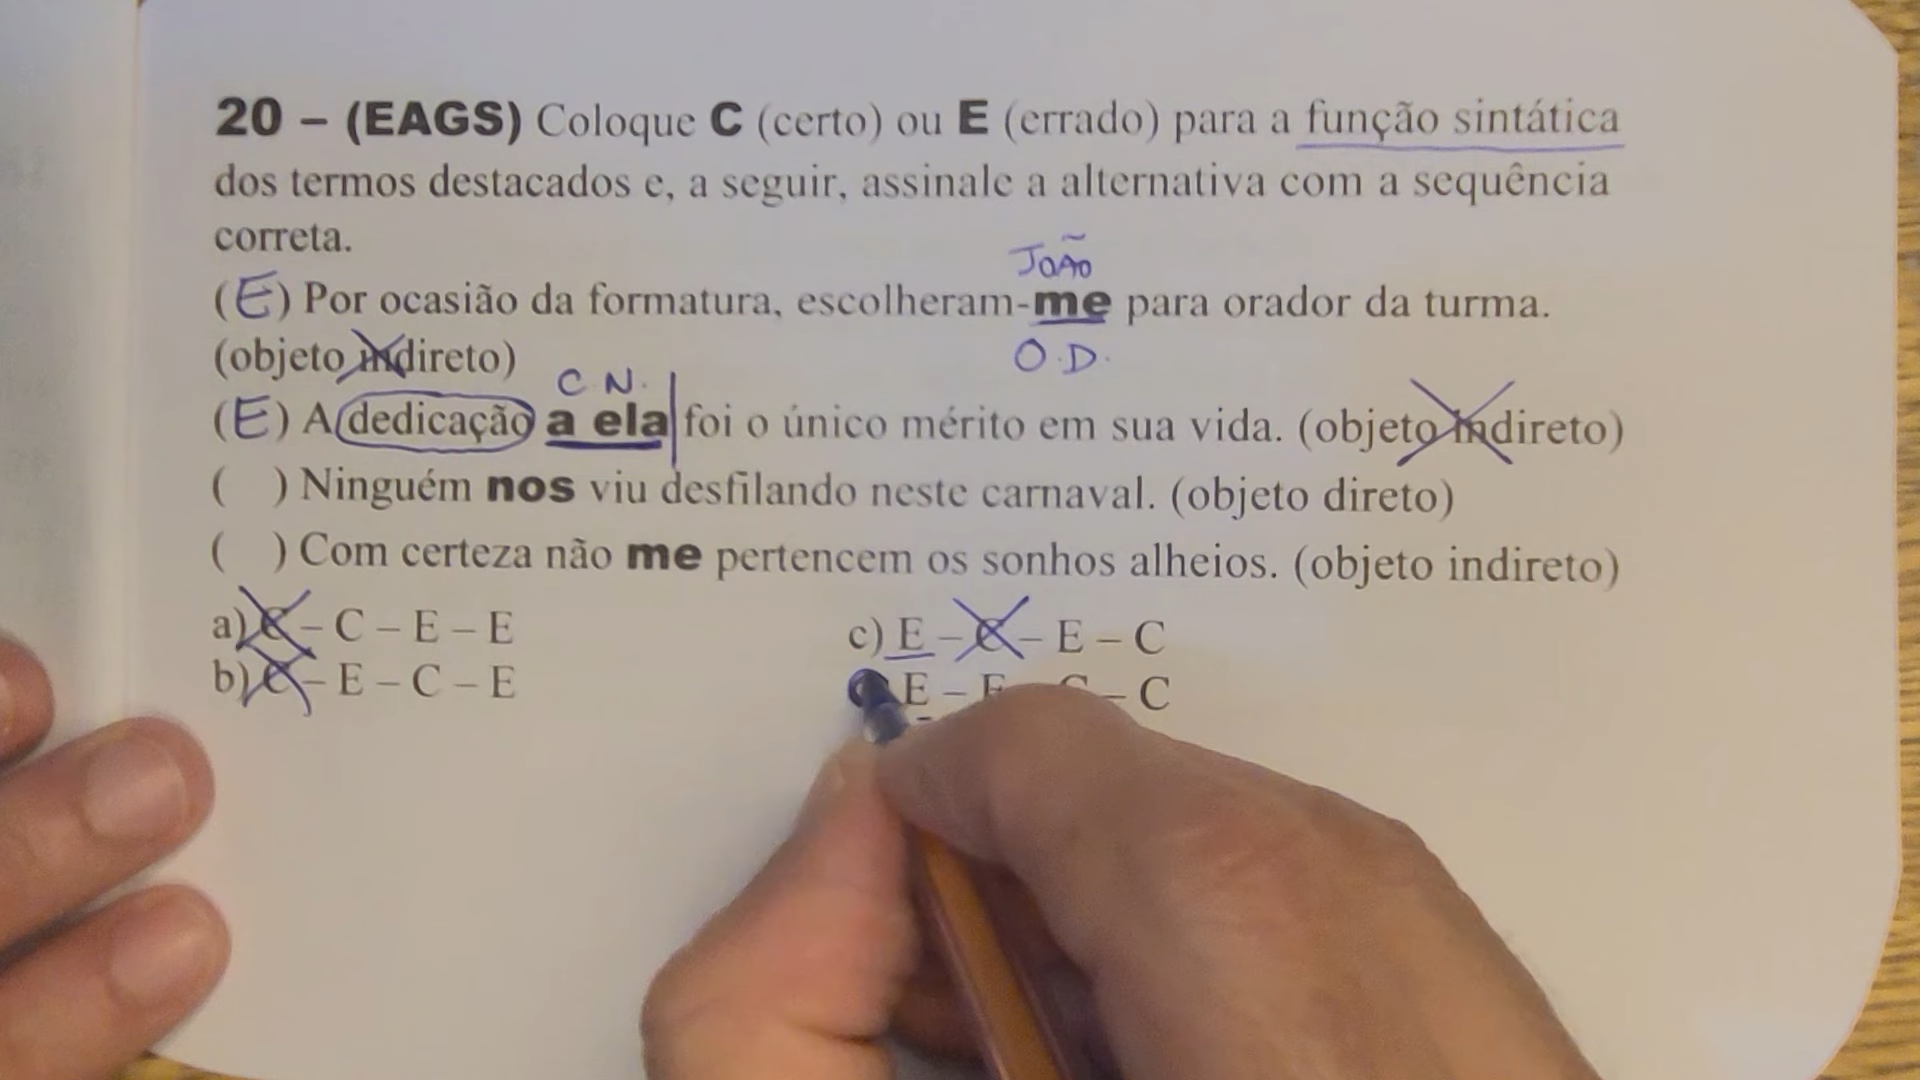 20 – (EAGS) Coloque C (certo) ou E (errado) para a função sintática
dos termos destacados e, a seguir, assinale a alternativa com a sequência
correta.
João
(E) Por ocasião da formatura, escolheram-me para orador da turma.
(objeto indireto)
O.D.
C.N.
(E) A dedicação a ela foi o único mérito em sua vida. (objeto indireto)
( ) Ninguém nos viu desfilando neste carnaval. (objeto direto)
( ) Com certeza não me pertencem os sonhos alheios. (objeto indireto)
a) C – C – E – E
c) E – C – E – C
b) C – E – C – E
E – E – C